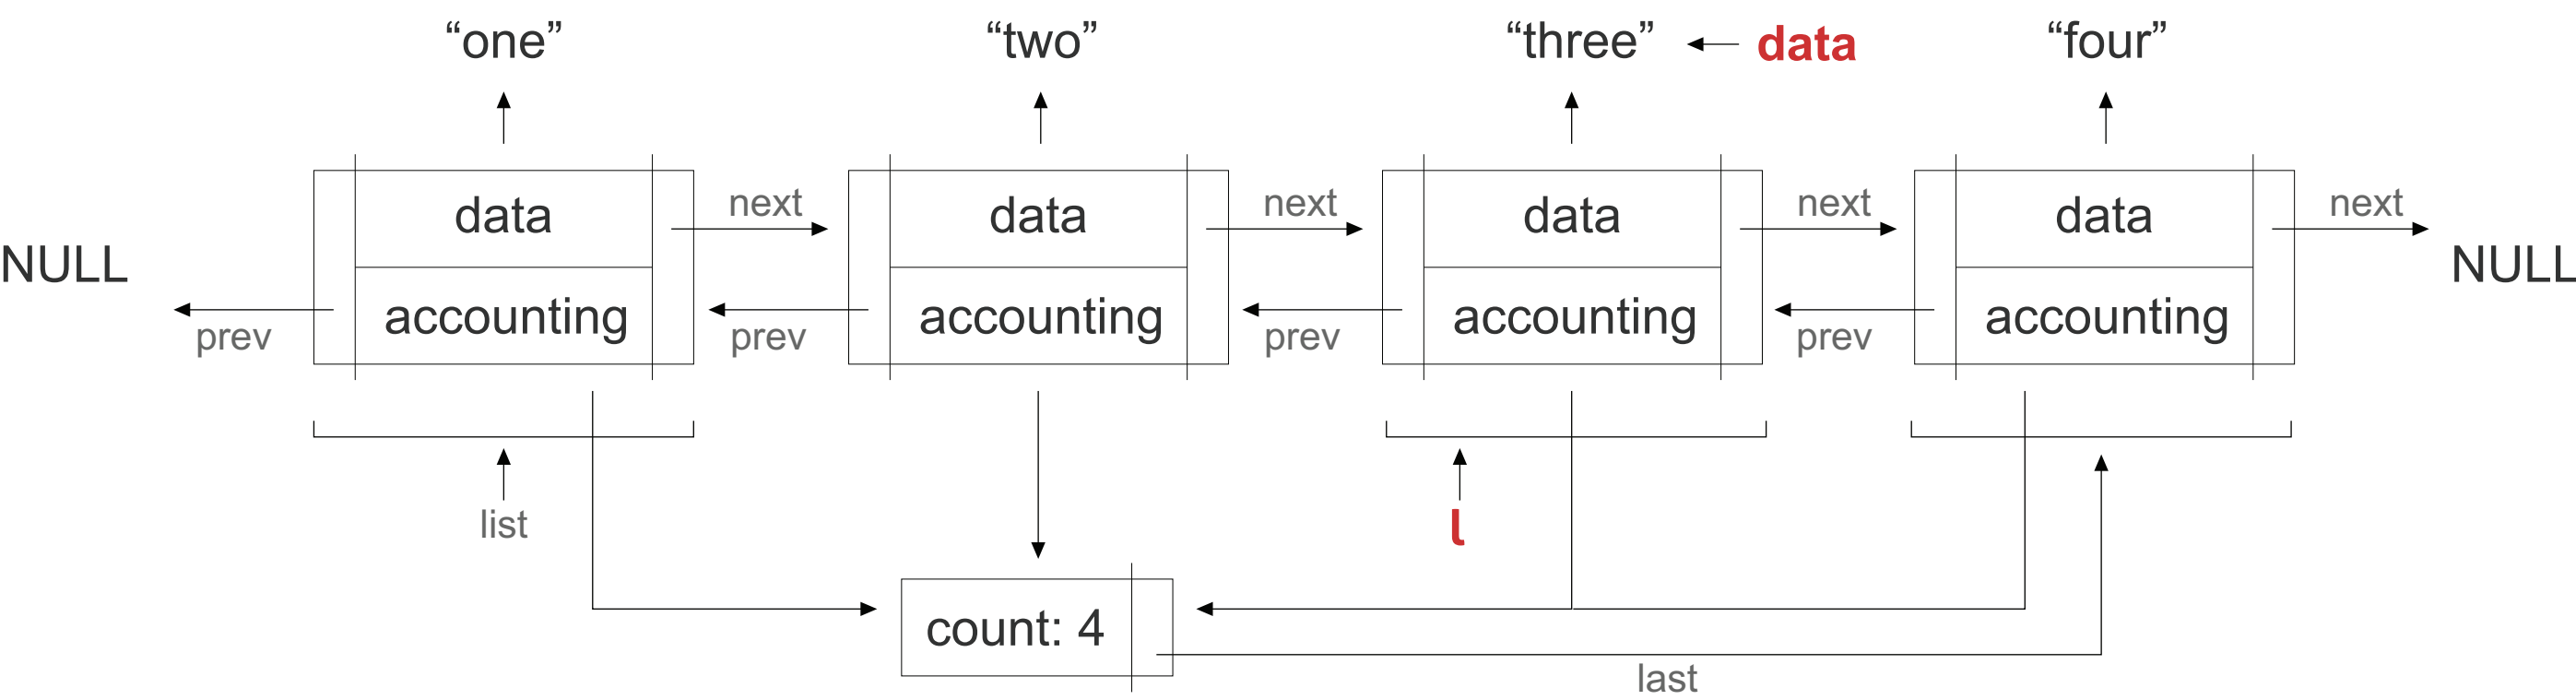 “one”
“two”
“three”
data
“four”
data
next
data
next
data
next
data
next
NULL
NULL
accounting
accounting
accounting
accounting
prev
prev
prev
prev
list
l
count: 4
last